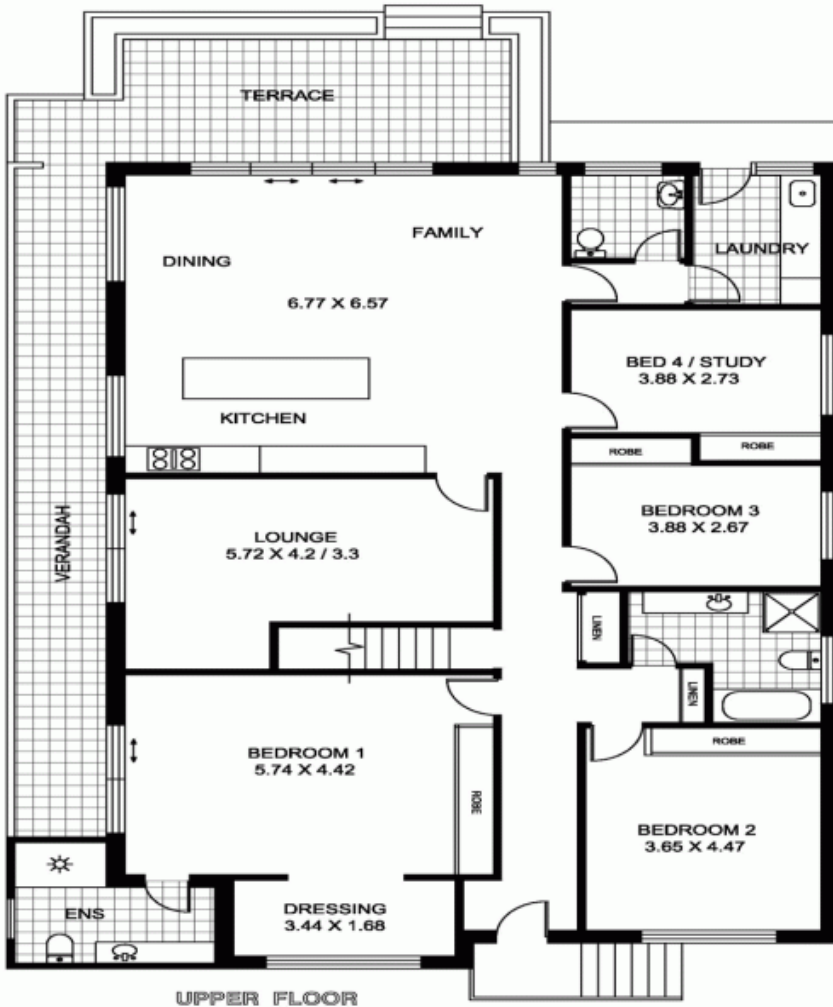 TERRACE
FAMILY
DINING
LAUNDRY
6.77 X 6.57
BED 4 / STUDY
3.88 X 2.73
KITCHEN
ROBE
ROBE
BEDROOM 3
3.88 X 2.67
VERANDAH
LOUNGE
5.72 X 4.2 / 3.3
LINEN
LINEN
ROBE
BEDROOM 1
5.74 X 4.42
ROBE
BEDROOM 2
3.65 X 4.47
ENS
DRESSING
3.44 X 1.68
UPPER FLOOR